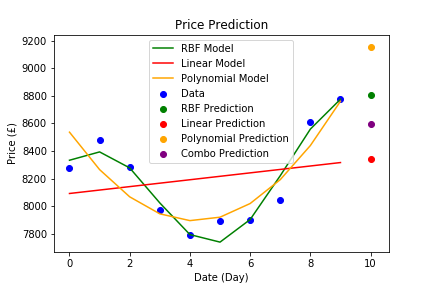 Price Prediction
9200
9000
8800
8600
8400
8200
8000
7800
Price (£)
RBF Model
Linear Model
Polynomial Model
Data
RBF Prediction
Linear Prediction
Polynomial Prediction
Combo Prediction
0 2 4 6 8 10
Date (Day)